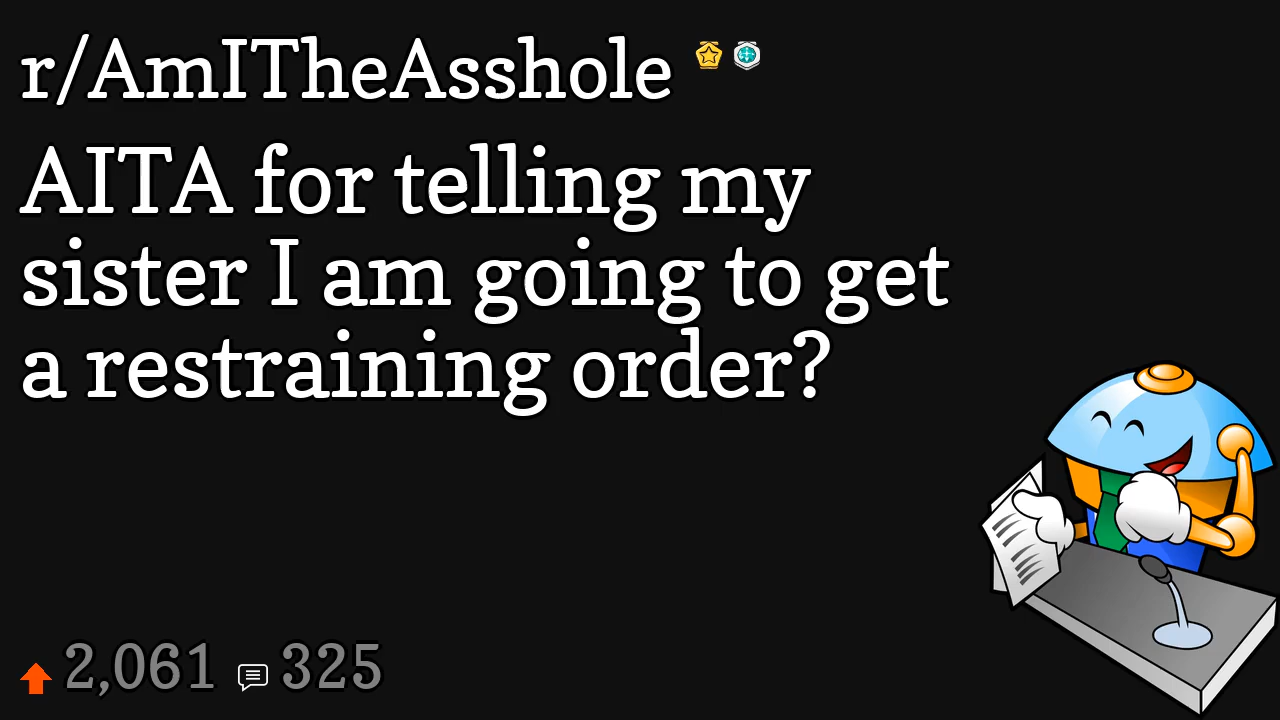 r/AmITheAsshole
AITA for telling my
sister I am going to get
a restraining order?
2,061 325